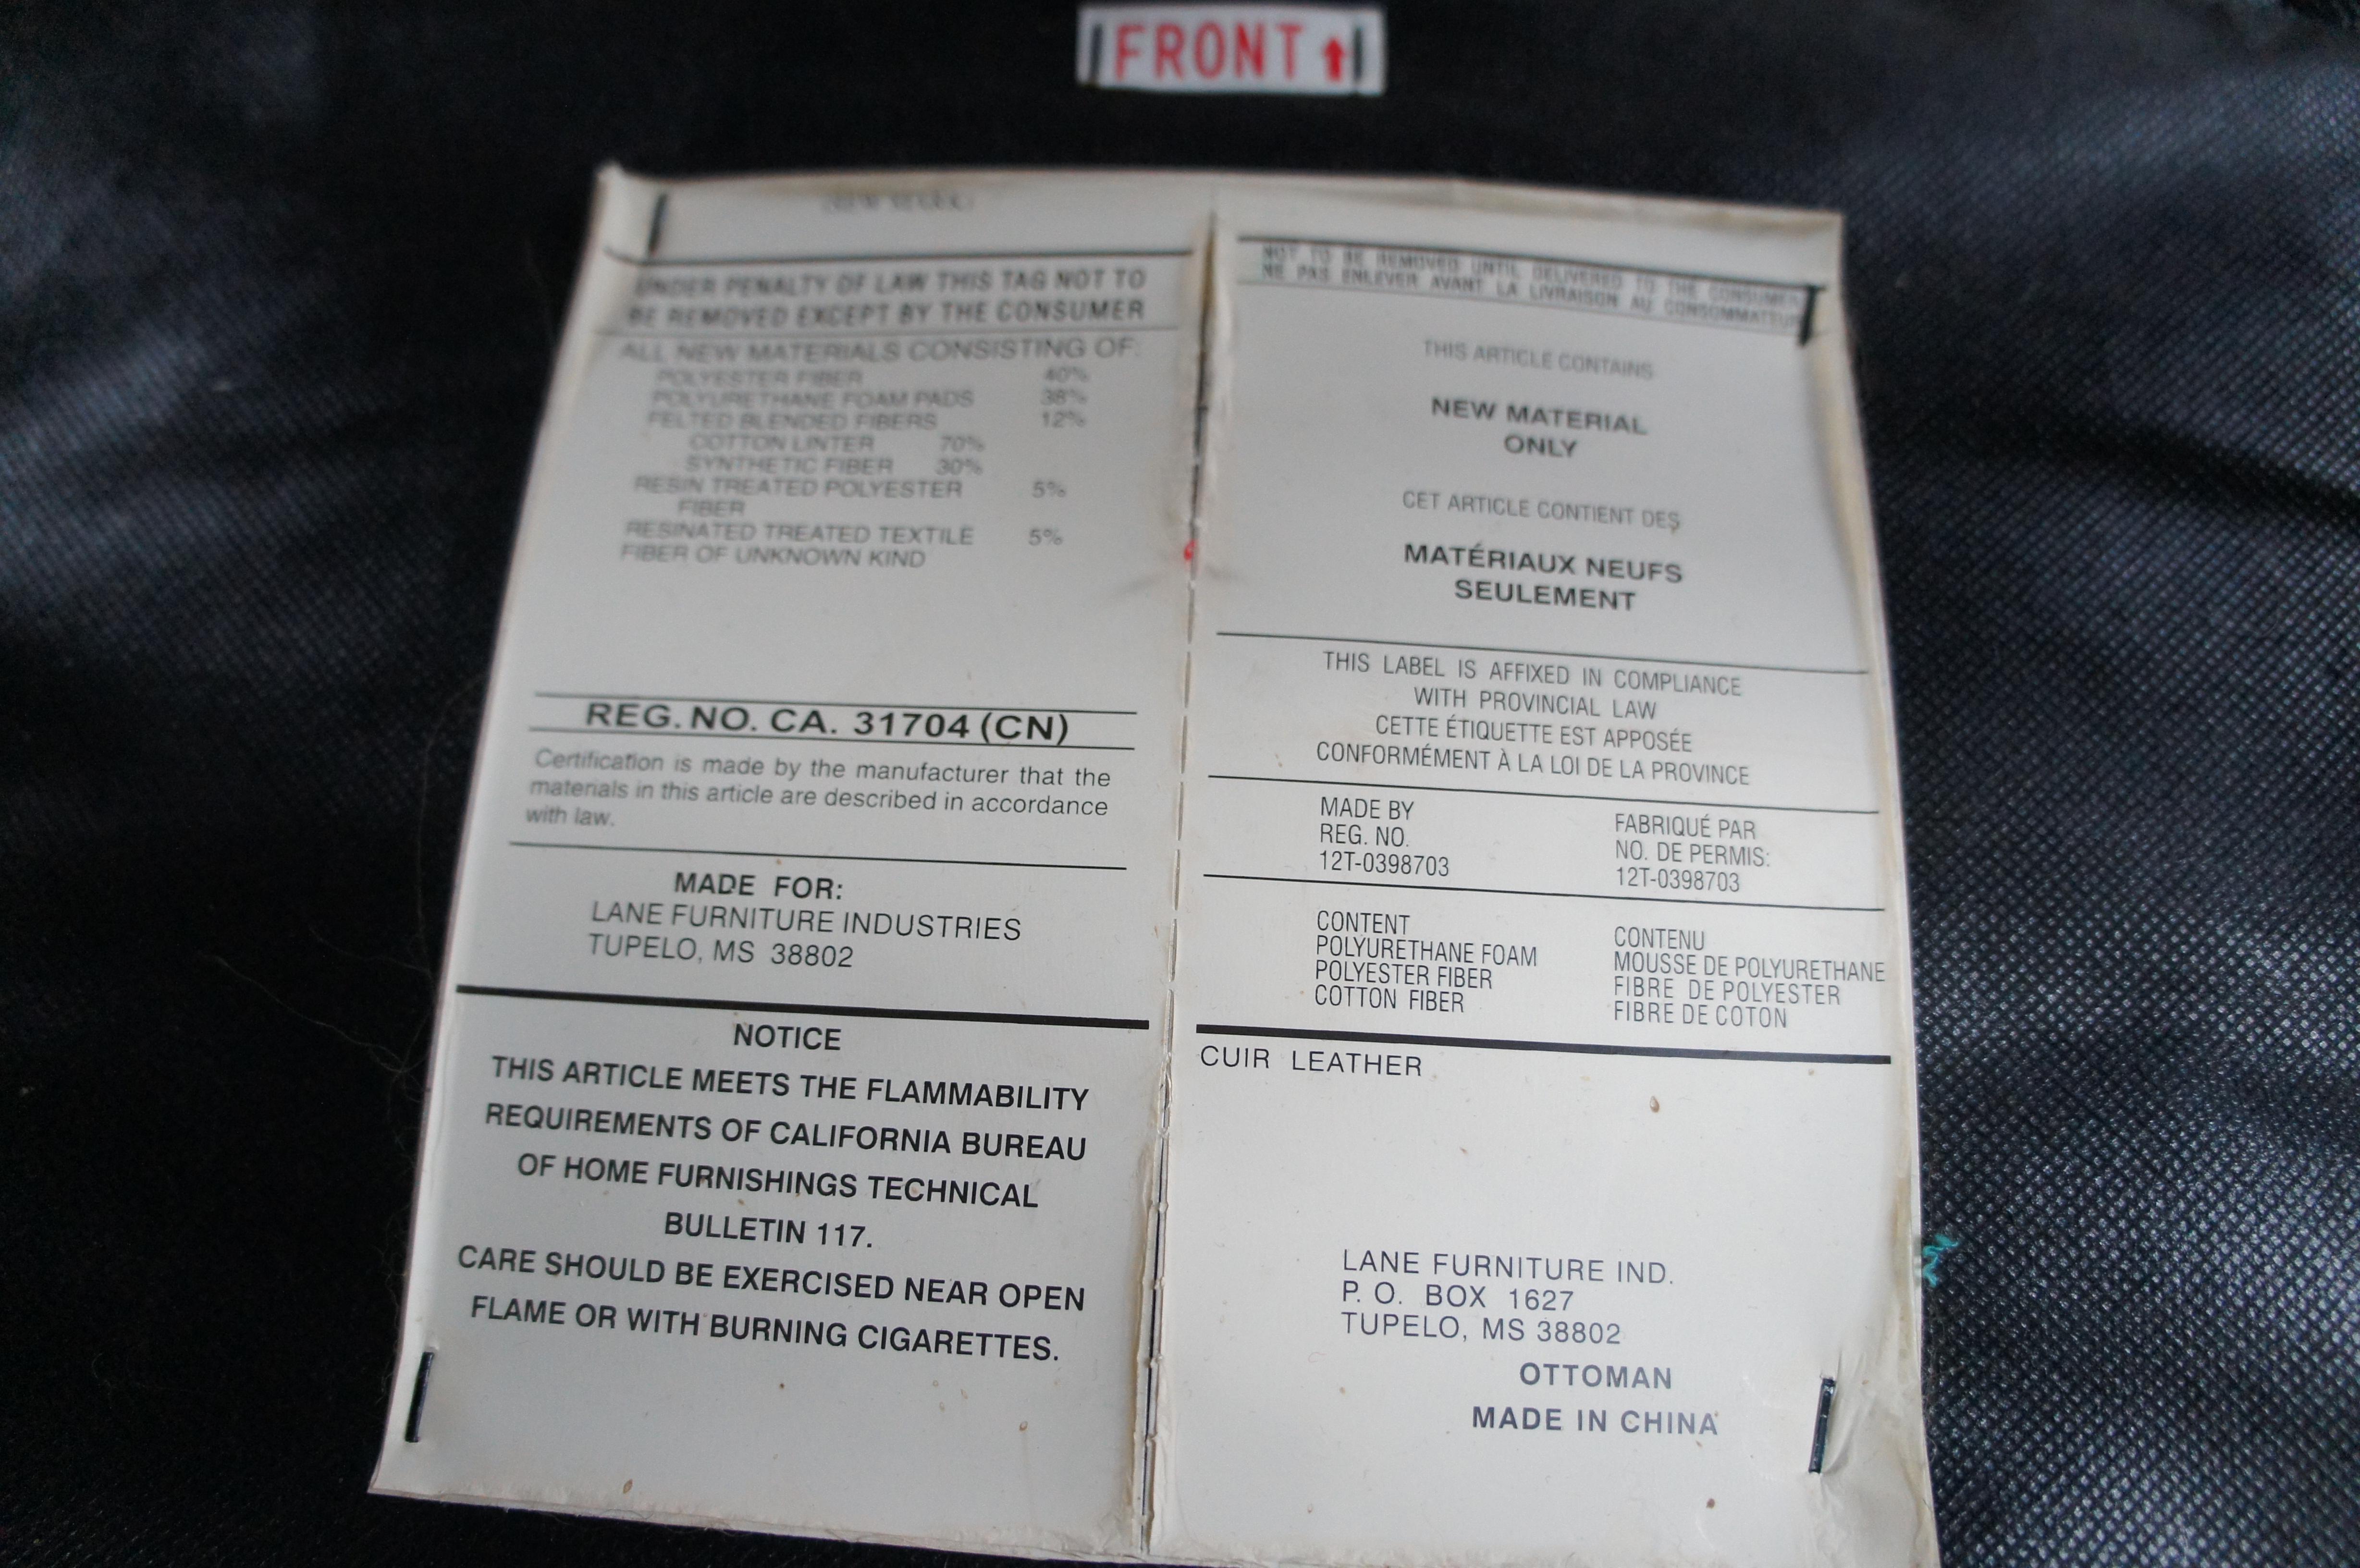 FRONT
UNDER PENALTY OF LAW THIS TAG NOT TO
BE REMOVED EXCEPT BY THE CONSUMER
ALL NEW MATERIALS CONSISTING OF:
POLYESTER FIBER 40%
POLYURETHANE FOAM PADS 38%
FELTED BLENDED FIBERS 12%
COTTON LINTER 70%
SYNTHETIC FIBER 30%
RESIN TREATED POLYESTER 5%
FIBER
RESINATED TREATED TEXTILE 5%
FIBER OF UNKNOWN KIND
REG. NO. CA. 31704 (CN)
Certification is made by the manufacturer that the
materials in this article are described in accordance
with law.
MADE FOR:
LANE FURNITURE INDUSTRIES
TUPELO, MS 38802
NOTICE
THIS ARTICLE MEETS THE FLAMMABILITY
REQUIREMENTS OF CALIFORNIA BUREAU
OF HOME FURNISHINGS TECHNICAL
BULLETIN 117.
CARE SHOULD BE EXERCISED NEAR OPEN
FLAME OR WITH BURNING CIGARETTES.
NOT TO BE REMOVED UNTIL DELIVERED TO THE CONSUMER
NE PAS ENLEVER AVANT LA LIVRAISON AU CONSOMMATEUR
THIS ARTICLE CONTAINS
NEW MATERIAL
ONLY
CET ARTICLE CONTIENT DES
MATÉRIAUX NEUFS
SEULEMENT
THIS LABEL IS AFFIXED IN COMPLIANCE
WITH PROVINCIAL LAW
CETTE ÉTIQUETTE EST APPOSÉE
CONFORMÉMENT À LA LOI DE LA PROVINCE
MADE BY
REG. NO.
12T-0398703
FABRIQUÉ PAR
NO. DE PERMIS:
12T-0398703
CONTENT
POLYURETHANE FOAM
POLYESTER FIBER
COTTON FIBER
CONTENU
MOUSSE DE POLYURETHANE
FIBRE DE POLYESTER
FIBRE DE COTON
CUIR LEATHER
LANE FURNITURE IND.
P. O. BOX 1627
TUPELO, MS 38802
OTTOMAN
MADE IN CHINA